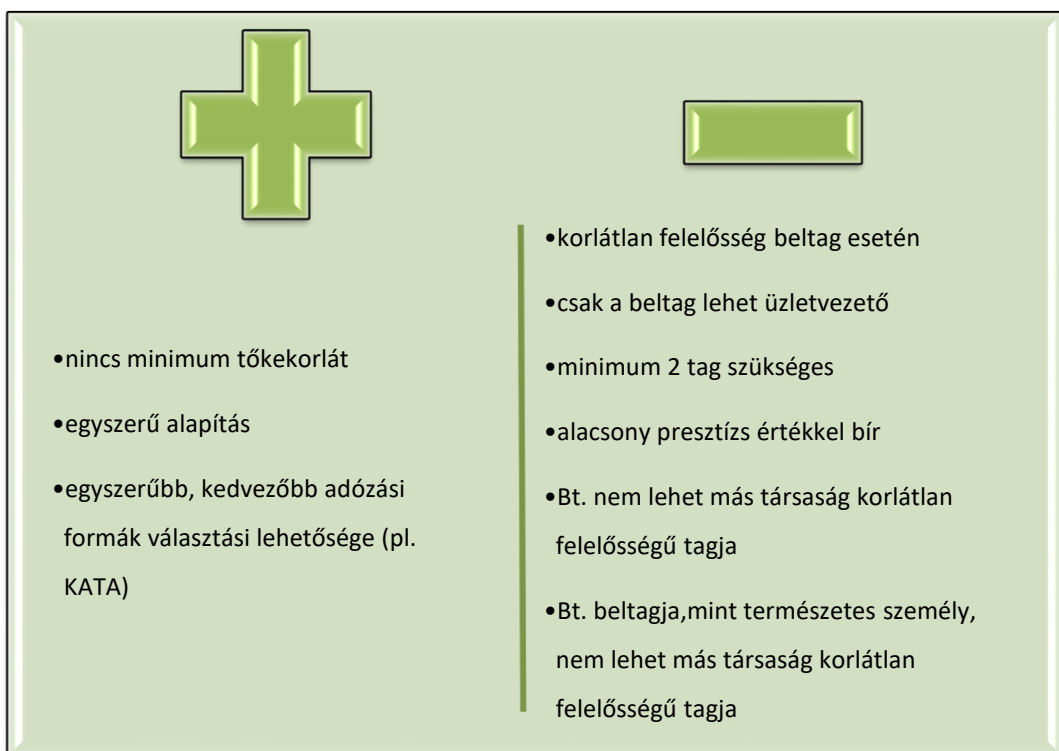 •nincs minimum tőkekorlát
•egyszerű alapítás
•egyszerűbb, kedvezőbb adózási
formák választási lehetősége (pl.
KATA)
•korlátlan felelősség beltag esetén
•csak a beltag lehet üzletvezető
•minimum 2 tag szükséges
•alacsony presztízs értékkel bír
•Bt. nem lehet más társaság korlátlan
felelősségű tagja
•Bt. beltagja,mint természetes személy,
nem lehet más társaság korlátlan
felelősségű tagja